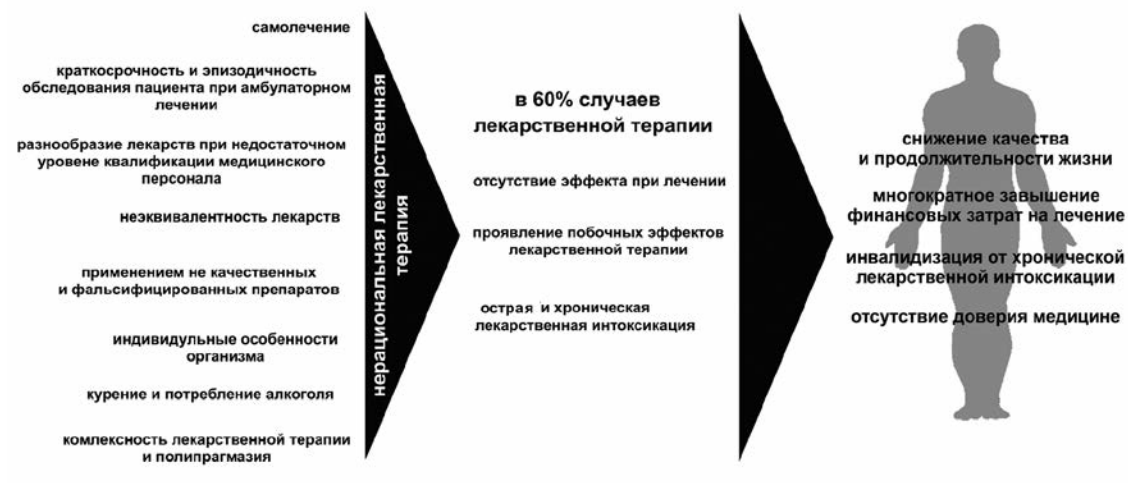 самолечение
краткосрочность и эпизодичность
обследования пациента при амбулаторном
лечении
разнообразие лекарств при недостаточном
уровене квалификации медицинского
персонала
неэквивалентность лекарств
применением не качественных
и фальсифицированных препаратов
индивидульные особенности
организма
курение и потребление алкоголя
комлексность лекарственной терапии
и полипрагмазия
нерациональная лекарственная
терапия
в 60% случаев
лекарственной терапии
отсутствие эффекта при лечении
проявление побочных эффектов
лекарственной терапии
острая и хроническая
лекарственная интоксикация
снижение качества
и продолжительности жизни
многократное завышение
финансовых затрат на лечение
инвалидизация от хронической
лекарственной интоксикации
отсутствие доверия медицине